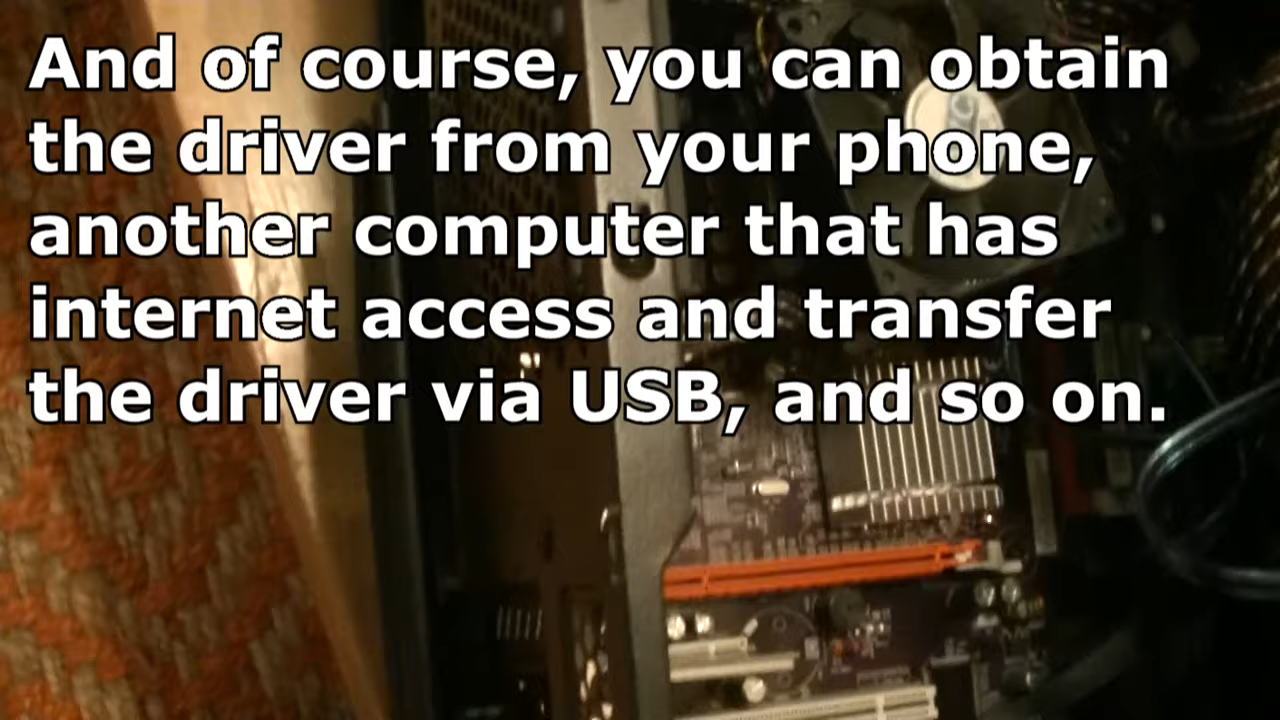 And of course, you can obtain
the driver from your phone,
another computer that has
internet access and transfer
the driver via USB, and so on.